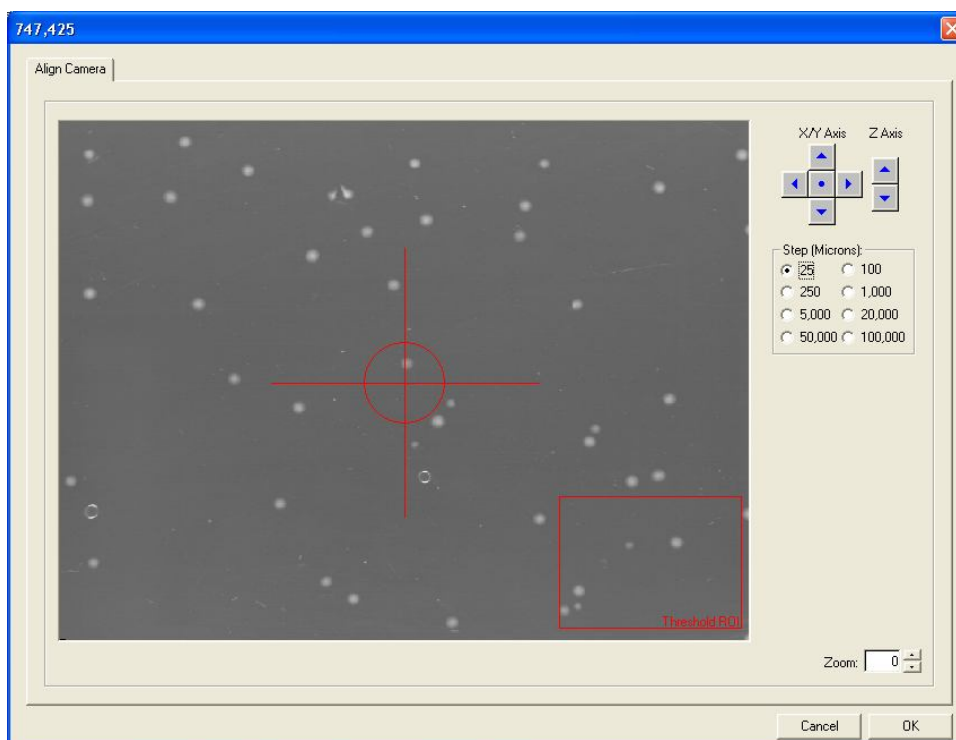 747,425
Align Camera
X/Y Axis Z Axis
Step (Microns):
25 100
250 1,000
5,000 20,000
50,000 100,000
Threshold ROI
Zoom: 0
Cancel OK